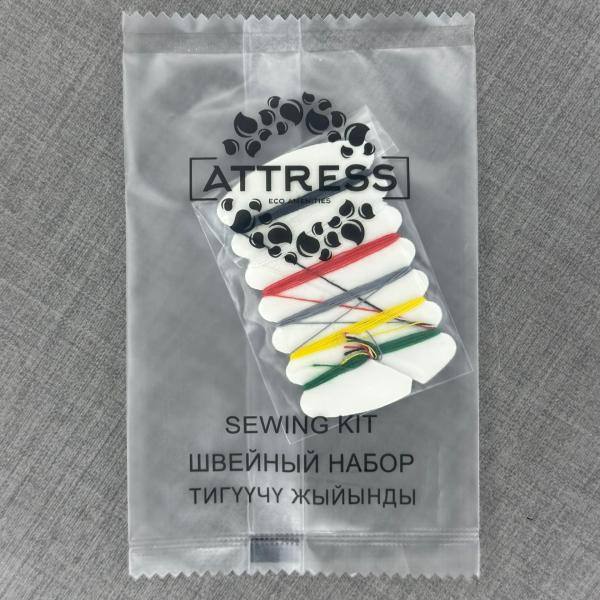 ATTRESS
ECO AMENITIES
SEWING KIT
ШВЕЙНЫЙ НАБОР
ТИГҮҮЧҮ ЖЫЙЫНДЫ